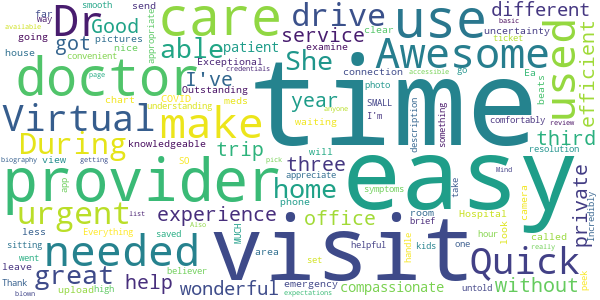 far
way
smooth
send
available
Dr
care
use
different
basic
Good
pictures
appropriate
drive
clear
uncertainty
going
got
able
patient
service
ticket
house
nice
examine
convenient
Exceptional
She
Awesome
used
efficient
doctor
I've
credentials
connection
go
Ea
beats
page
Outstanding
photo
accessible
time
year
SMALL
I'm
description
something
comfortably
chart
COVID
meds
anyone
Virtual
make
understanding
waiting
review
During
knowledgeable
trip
will
third
resolution
three
appreciate
biography
view
getting
SO
pick
Mind
provider
home
phone
easy
symptoms
take
app
urgent
list
experience
office
room
Hospital
look
camera
private
Incredibly
less
Everything
saved
Also
MUCH
helpful
brief
handle
kids
called
really
sitting
went
area
set
one
hour
needed
visit
Quick
leave
great
help
believer
emergency
without
Thank
upload
high
wonderful
compassionate
untold
peek
blown
expectations